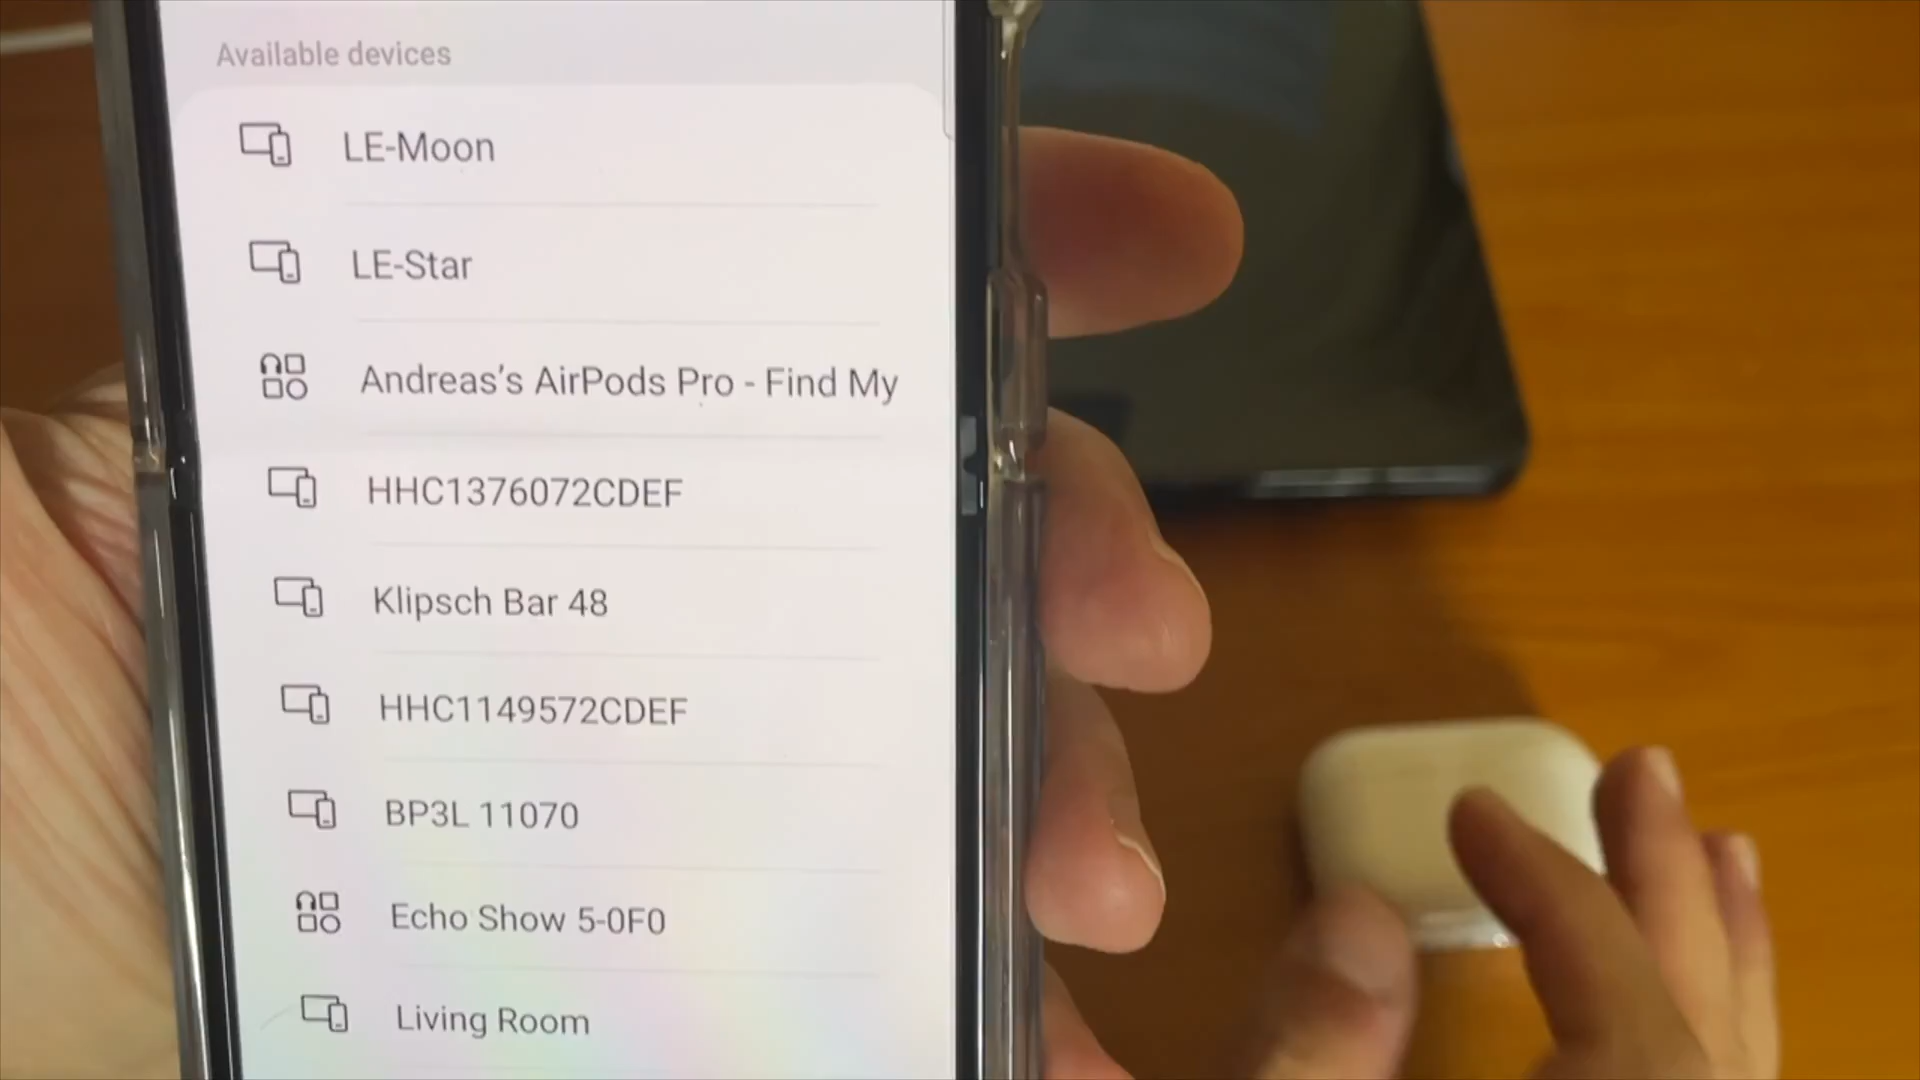 Available devices
LE-Moon
LE-Star
Andreas's AirPods Pro - Find My
HHC1376072CDEF
Klipsch Bar 48
HHC1149572CDEF
BP3L 11070
Echo Show 5-0F0
Living Room